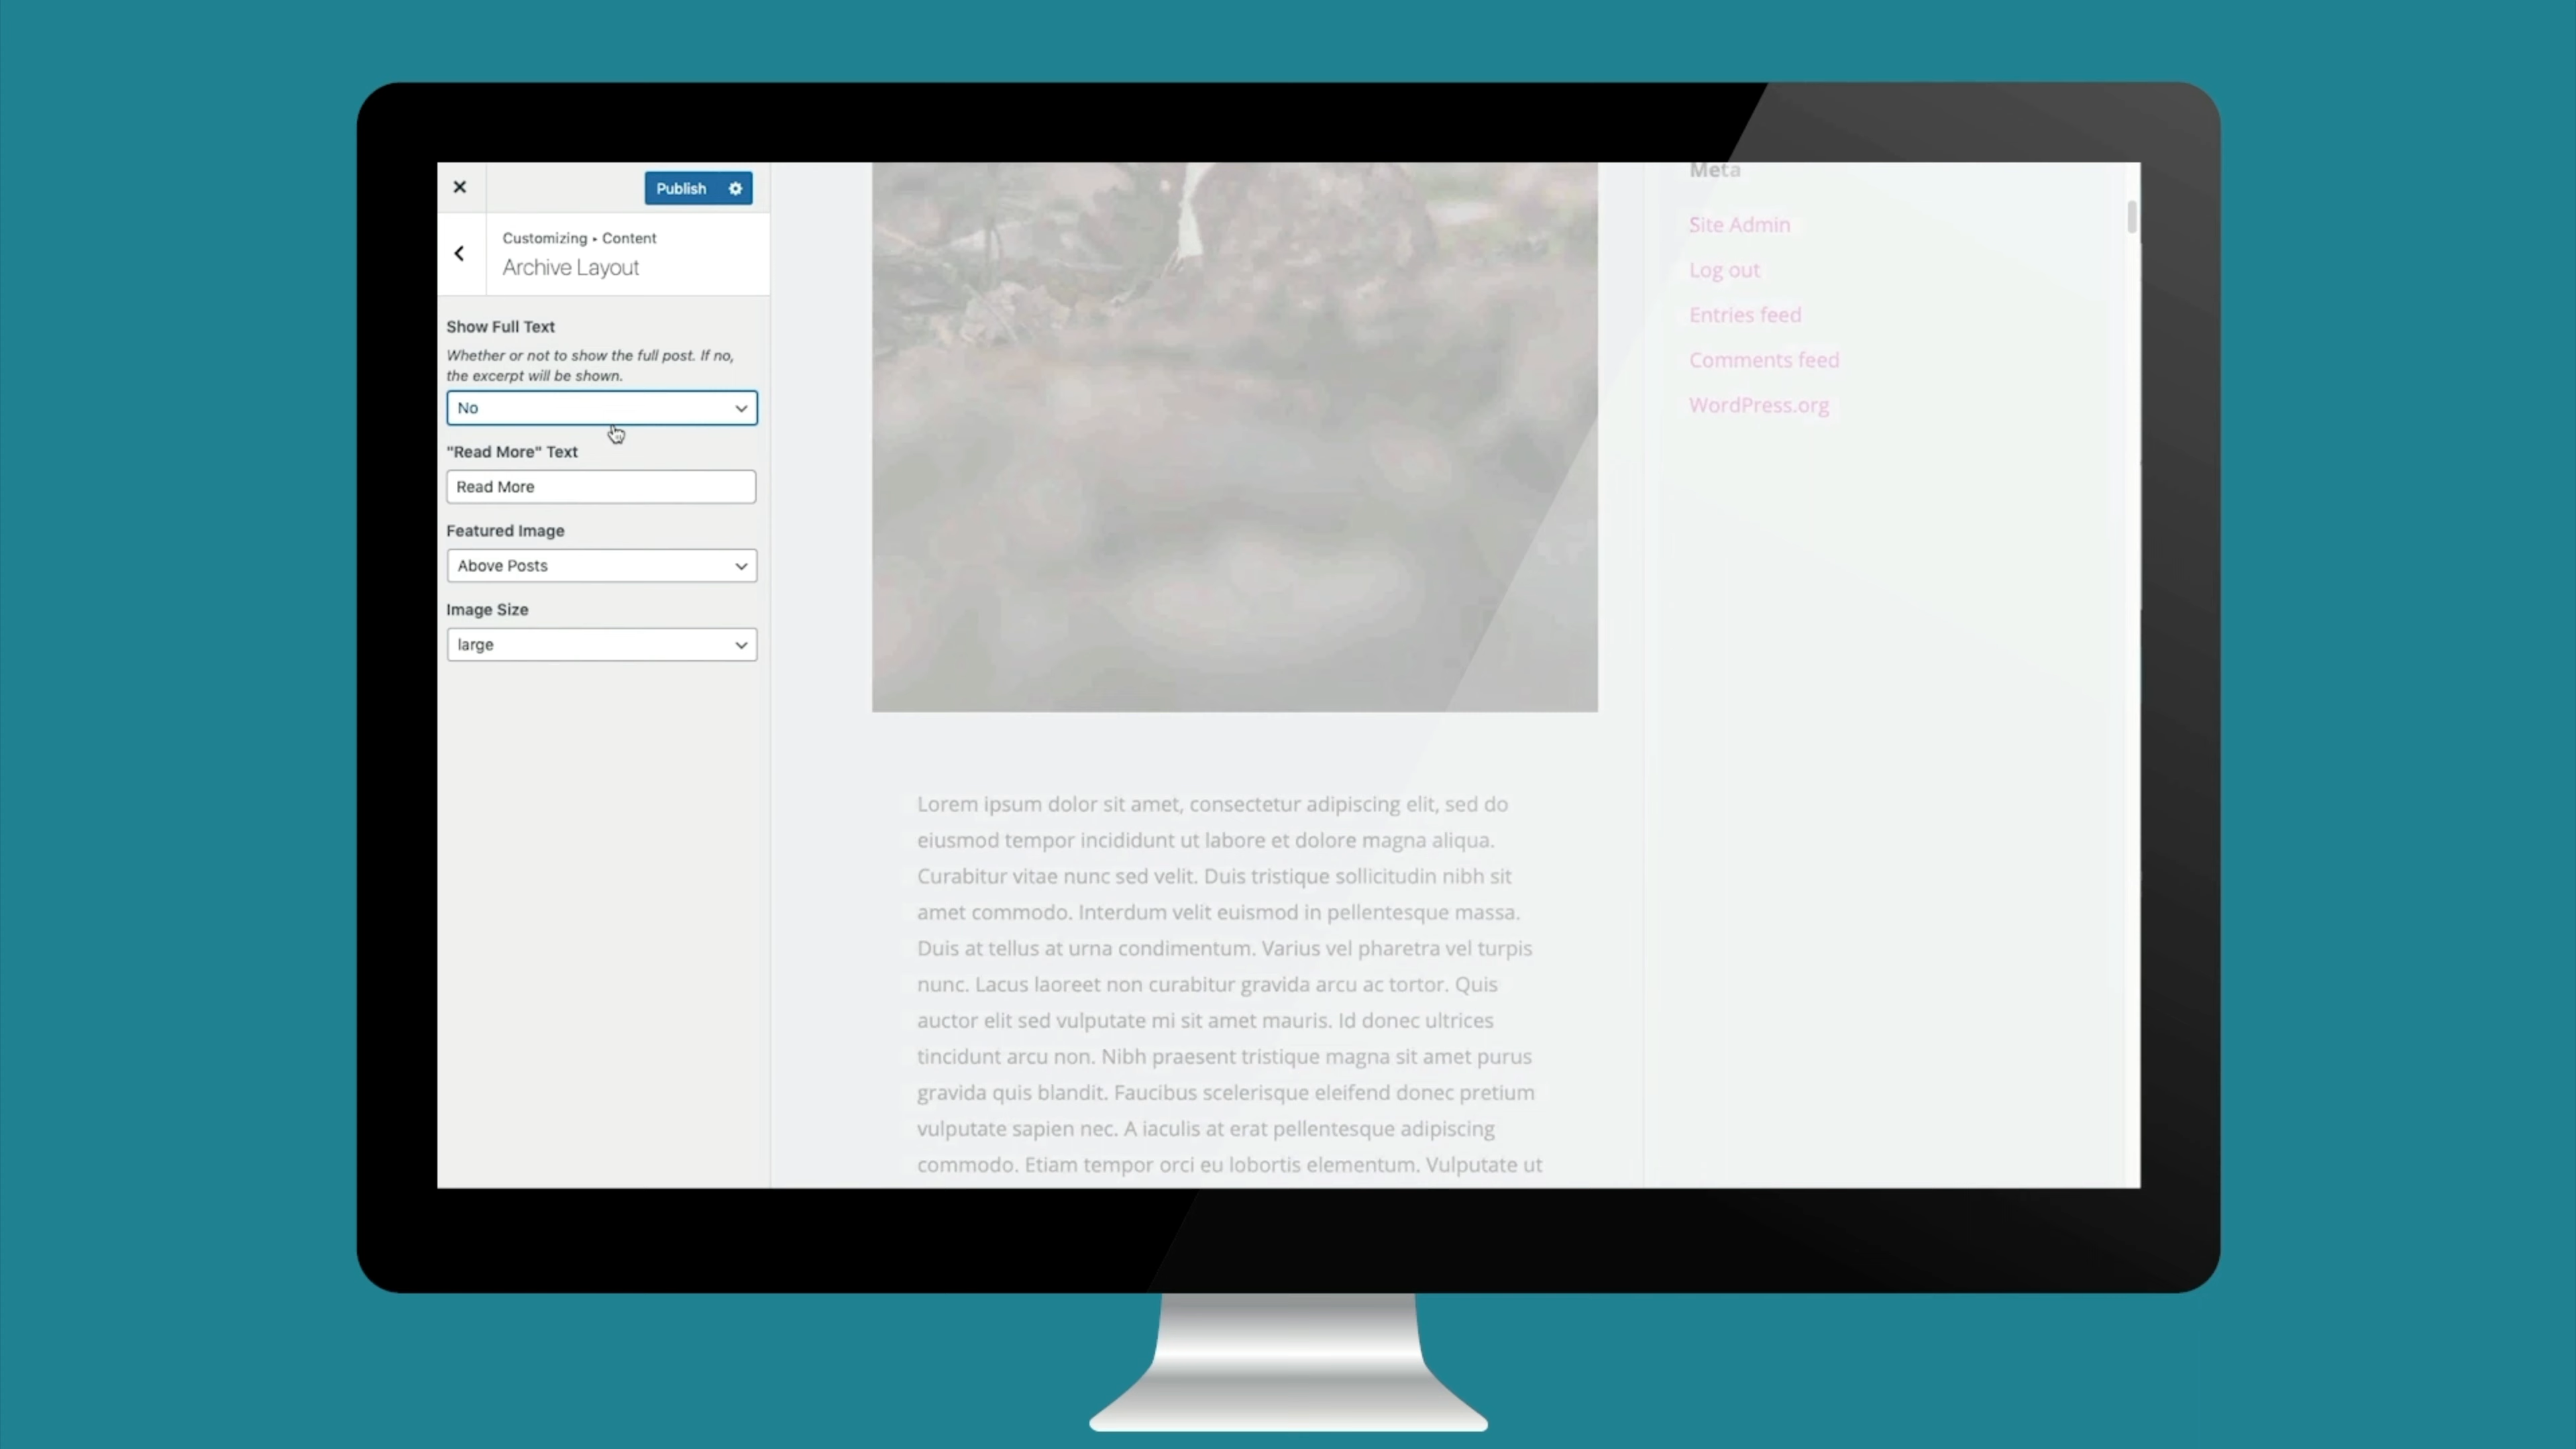 Publish
Customizing ▸ Content
Archive Layout
Show Full Text
Whether or not to show the full post. If no,
the excerpt will be shown.
No
"Read More" Text
Read More
Featured Image
Above Posts
Image Size
large
Lorem ipsum dolor sit amet, consectetur adipiscing elit, sed do
eiusmod tempor incididunt ut labore et dolore magna aliqua.
Curabitur vitae nunc sed velit. Duis tristique sollicitudin nibh sit
amet commodo. Interdum velit euismod in pellentesque massa.
Duis at tellus at urna condimentum. Varius vel pharetra vel turpis
nunc. Lacus laoreet non curabitur gravida arcu ac tortor. Quis
auctor elit sed vulputate mi sit amet mauris. Id donec ultrices
tincidunt arcu non. Nibh praesent tristique magna sit amet purus
gravida quis blandit. Faucibus scelerisque eleifend donec pretium
vulputate sapien nec. A iaculis at erat pellentesque adipiscing
commodo. Etiam tempor orci eu lobortis elementum. Vulputate ut
Meta
Site Admin
Log out
Entries feed
Comments feed
WordPress.org